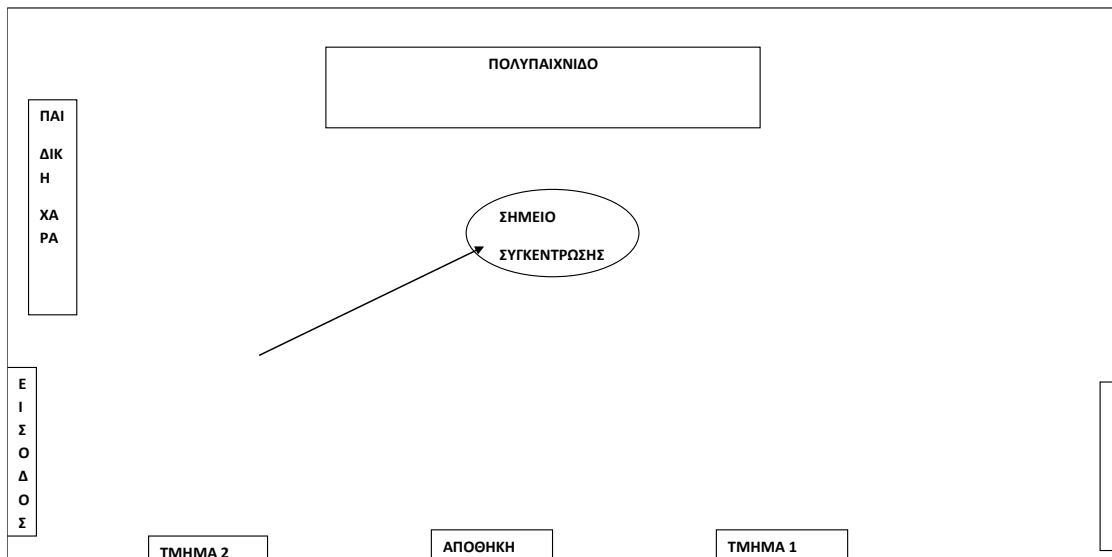 ΠΟΛΥΠΑΙΧΝΙΔΟ
ΠΑΙ
ΔΙΚ
Η
ΧΑ
ΡΑ
ΣΗΜΕΙΟ
ΣΥΓΚΕΝΤΡΩΣΗΣ
Ε
Ι
Σ
Ο
Δ
Ο
Σ
ΤΜΗΜΑ 2
ΑΠΟΘΗΚΗ
ΤΜΗΜΑ 1